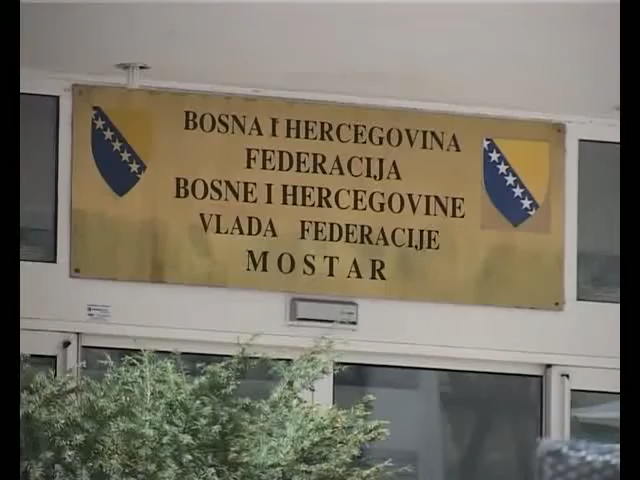 BOSNA I HERCEGOVINA
FEDERACIJA
BOSNE I HERCEGOVINE
VLADA FEDERACIJE
MOSTAR